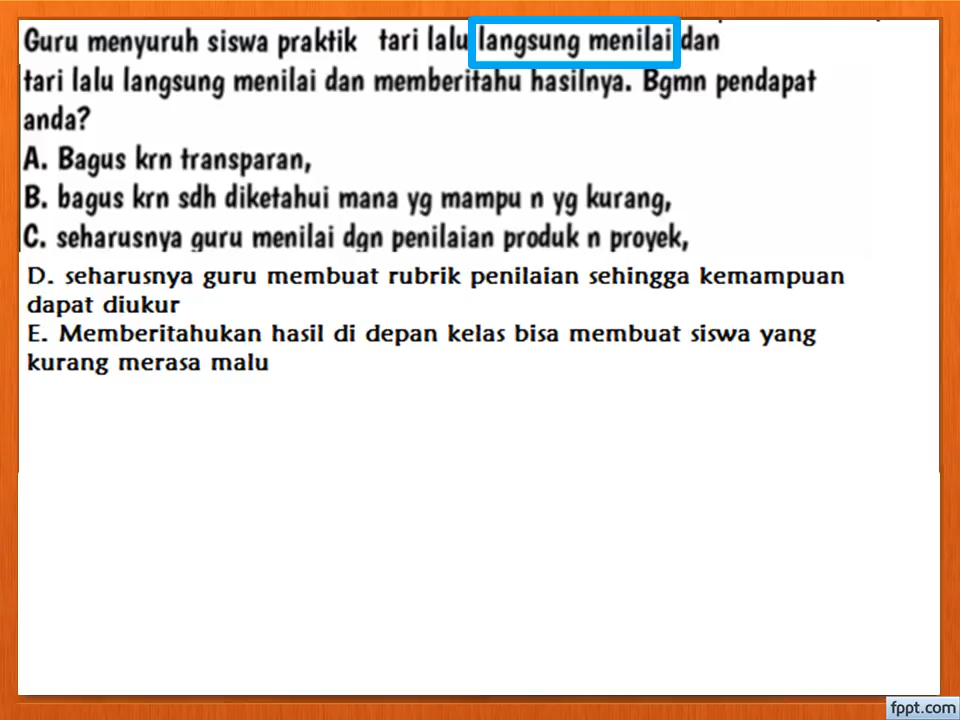 Guru menyuruh siswa praktik tari lalu langsung menilai dan
tari lalu langsung menilai dan memberitahu hasilnya. Bgmn pendapat
anda?
A. Bagus krn transparan,
B. bagus krn sdh diketahui mana yg mampu n yg kurang,
C. seharusnya guru menilai dgn penilaian produk n proyek,
D. seharusnya guru membuat rubrik penilaian sehingga kemampuan
dapat diukur
E. Memberitahukan hasil di depan kelas bisa membuat siswa yang
kurang merasa malu
fppt.com